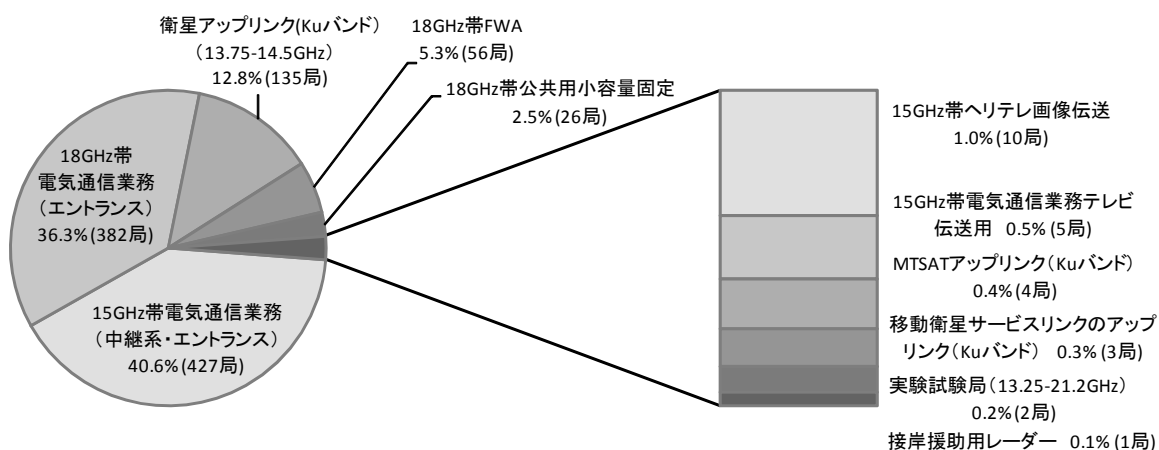 衛星アップリンク(Kuバンド)
(13.75-14.5GHz)
12.8%(135局)
18GHz帯FWA
5.3%(56局)
18GHz帯公共用小容量固定
2.5%(26局)
18GHz帯
電気通信業務
(エントランス)
36.3%(382局)
15GHz帯電気通信業務
(中継系・エントランス)
40.6%(427局)
15GHz帯ヘリテレ画像伝送
1.0%(10局)
15GHz帯電気通信業務テレビ
伝送用 0.5%(5局)
MTSATアップリンク(Kuバンド)
0.4%(4局)
移動衛星サービスリンクのアップ
リンク(Kuバンド) 0.3%(3局)
実験試験局(13.25-21.2GHz)
0.2%(2局)
接岸援助用レーダー 0.1%(1局)